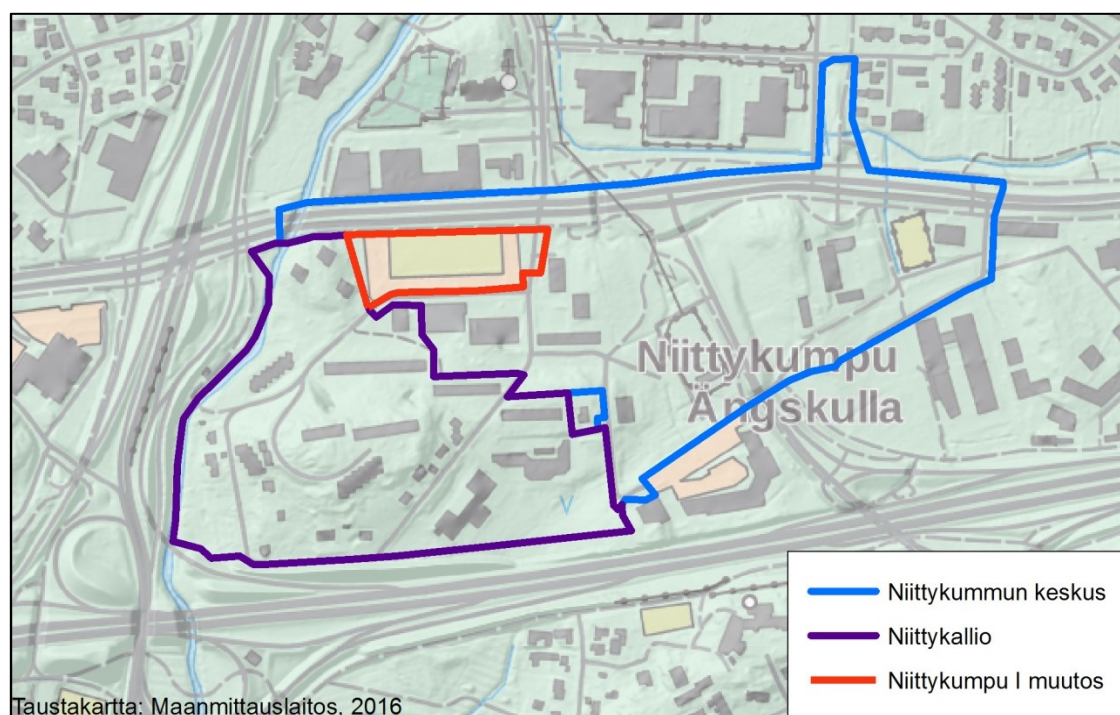 Niittykumpu
Ängskulla
Niittykummun keskus
Niittykallio
Niittykumpu I muutos
Taustakartta: Maanmittauslaitos, 2016